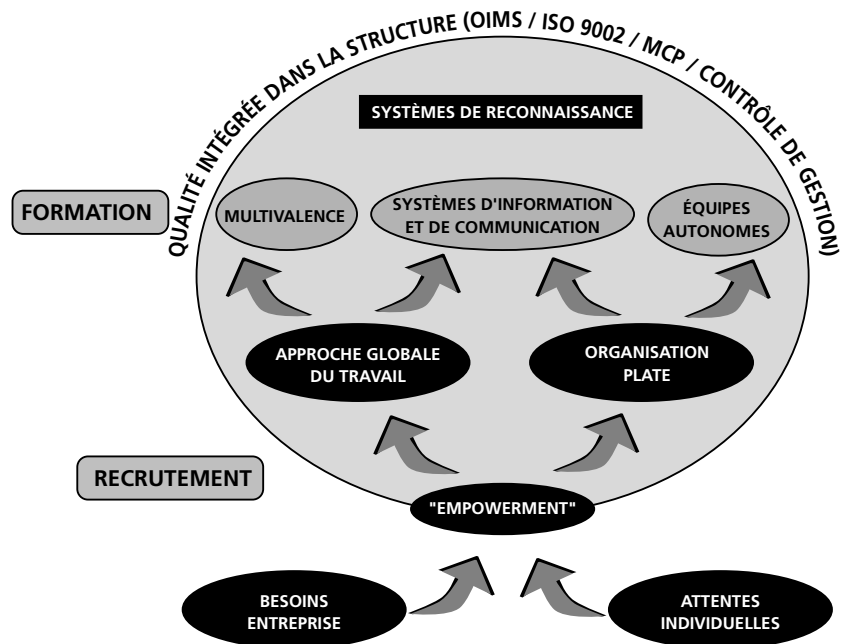 QUALITÉ INTÉGRÉE DANS LA STRUCTURE (OIMS / ISO 9002 / MCP / CONTRÔLE DE GESTION)
SYSTÈMES DE RECONNAISSANCE
FORMATION
MULTIVALENCE
SYSTÈMES D'INFORMATION
ET DE COMMUNICATION
ÉQUIPES
AUTONOMES
APPROCHE GLOBALE
DU TRAVAIL
ORGANISATION
PLATE
RECRUTEMENT
"EMPOWERMENT"
BESOINS
ENTREPRISE
ATTENTES
INDIVIDUELLES